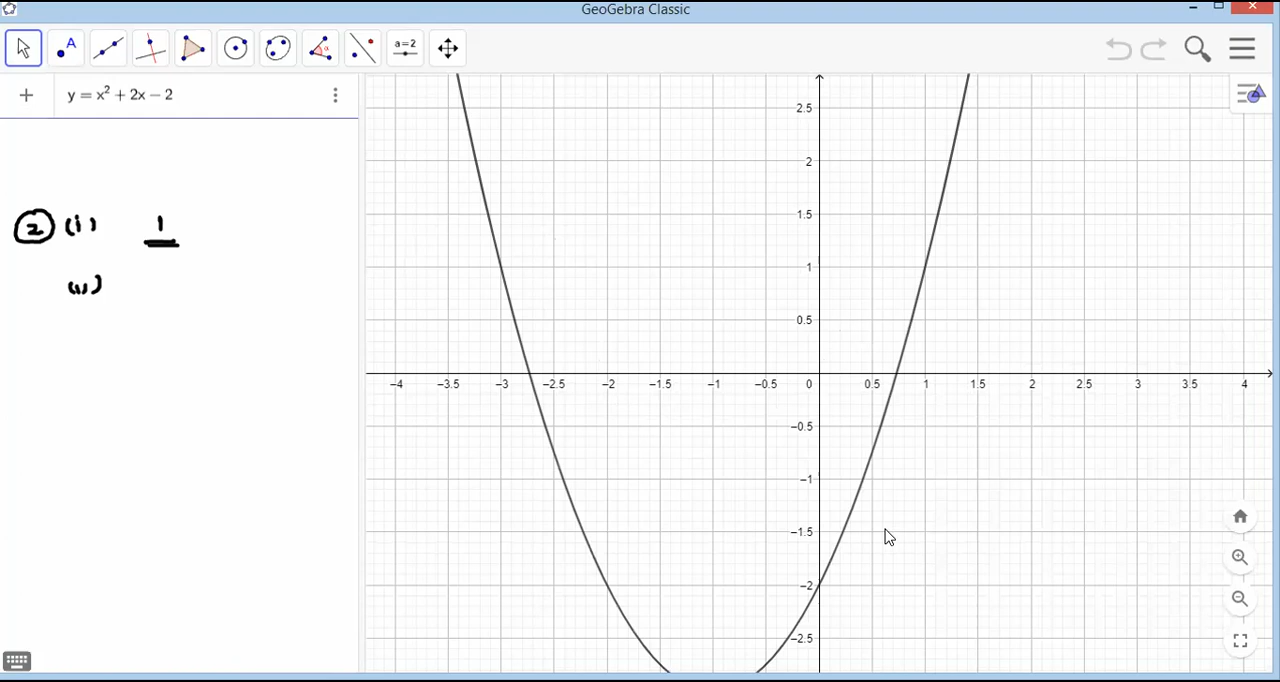 GeoGebra Classic
A
α
a=2
y = x² + 2x − 2
② (i) 1
(ii)
2.5
2
1.5
1
0.5
−4 −3.5 −3 −2.5 −2 −1.5 −1 −0.5 0 0.5 1 1.5 2 2.5 3 3.5 4
−0.5
−1
−1.5
−2
−2.5